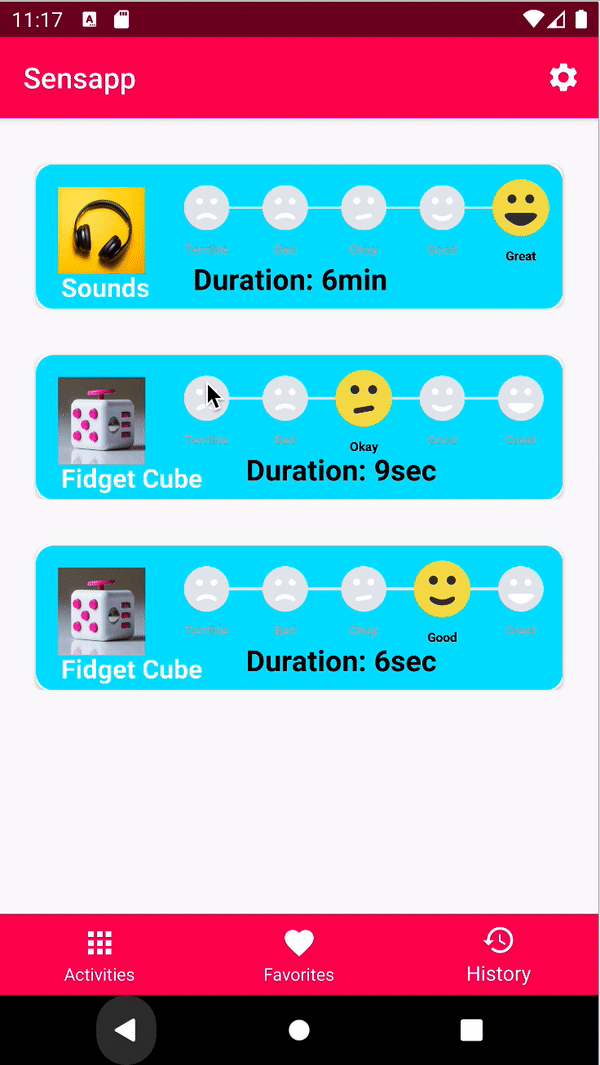 11:17
A
Sensapp
Terrible Bad Okay Good Great
Sounds
Duration: 6min
Terrible Bad Okay Good Great
Fidget Cube
Duration: 9sec
Terrible Bad Okay Good Great
Fidget Cube
Duration: 6sec
Activities Favorites History